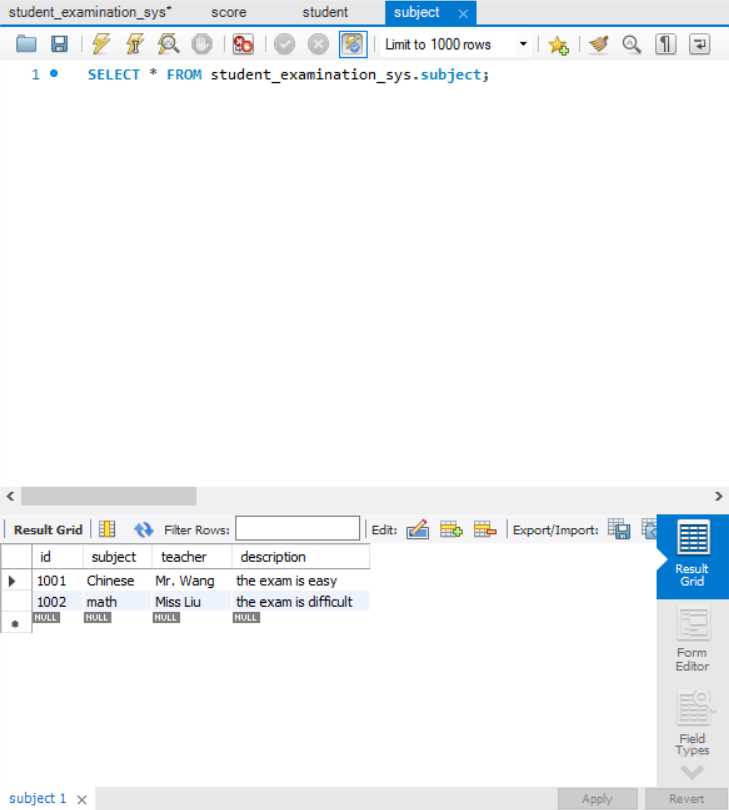 student_examination_sys* score student subject
Limit to 1000 rows
1 SELECT * FROM student_examination_sys.subject;
Result Grid Filter Rows: Edit: Export/Import:
id subject teacher description
1001 Chinese Mr. Wang the exam is easy
1002 math Miss Liu the exam is difficult
NULL NULL NULL NULL
Result
Grid
Form
Editor
Field
Types
subject 1 Apply Revert